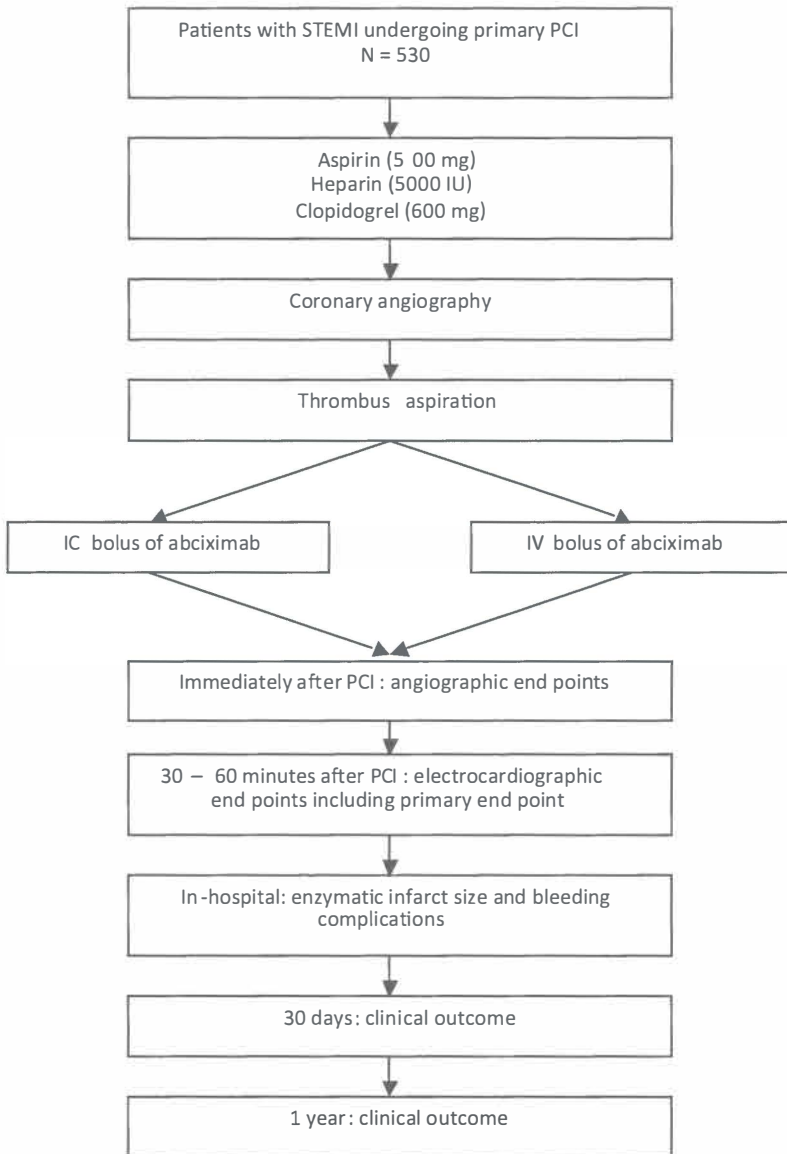 Patients with STEMI undergoing primary PCI
N = 530
Aspirin (5 00 mg)
Heparin (5000 IU)
Clopidogrel (600 mg)
Coronary angiography
Thrombus aspiration
IC bolus of abciximab
IV bolus of abciximab
Immediately after PCI : angiographic end points
30 – 60 minutes after PCI : electrocardiographic
end points including primary end point
In-hospital: enzymatic infarct size and bleeding
complications
30 days: clinical outcome
1 year: clinical outcome